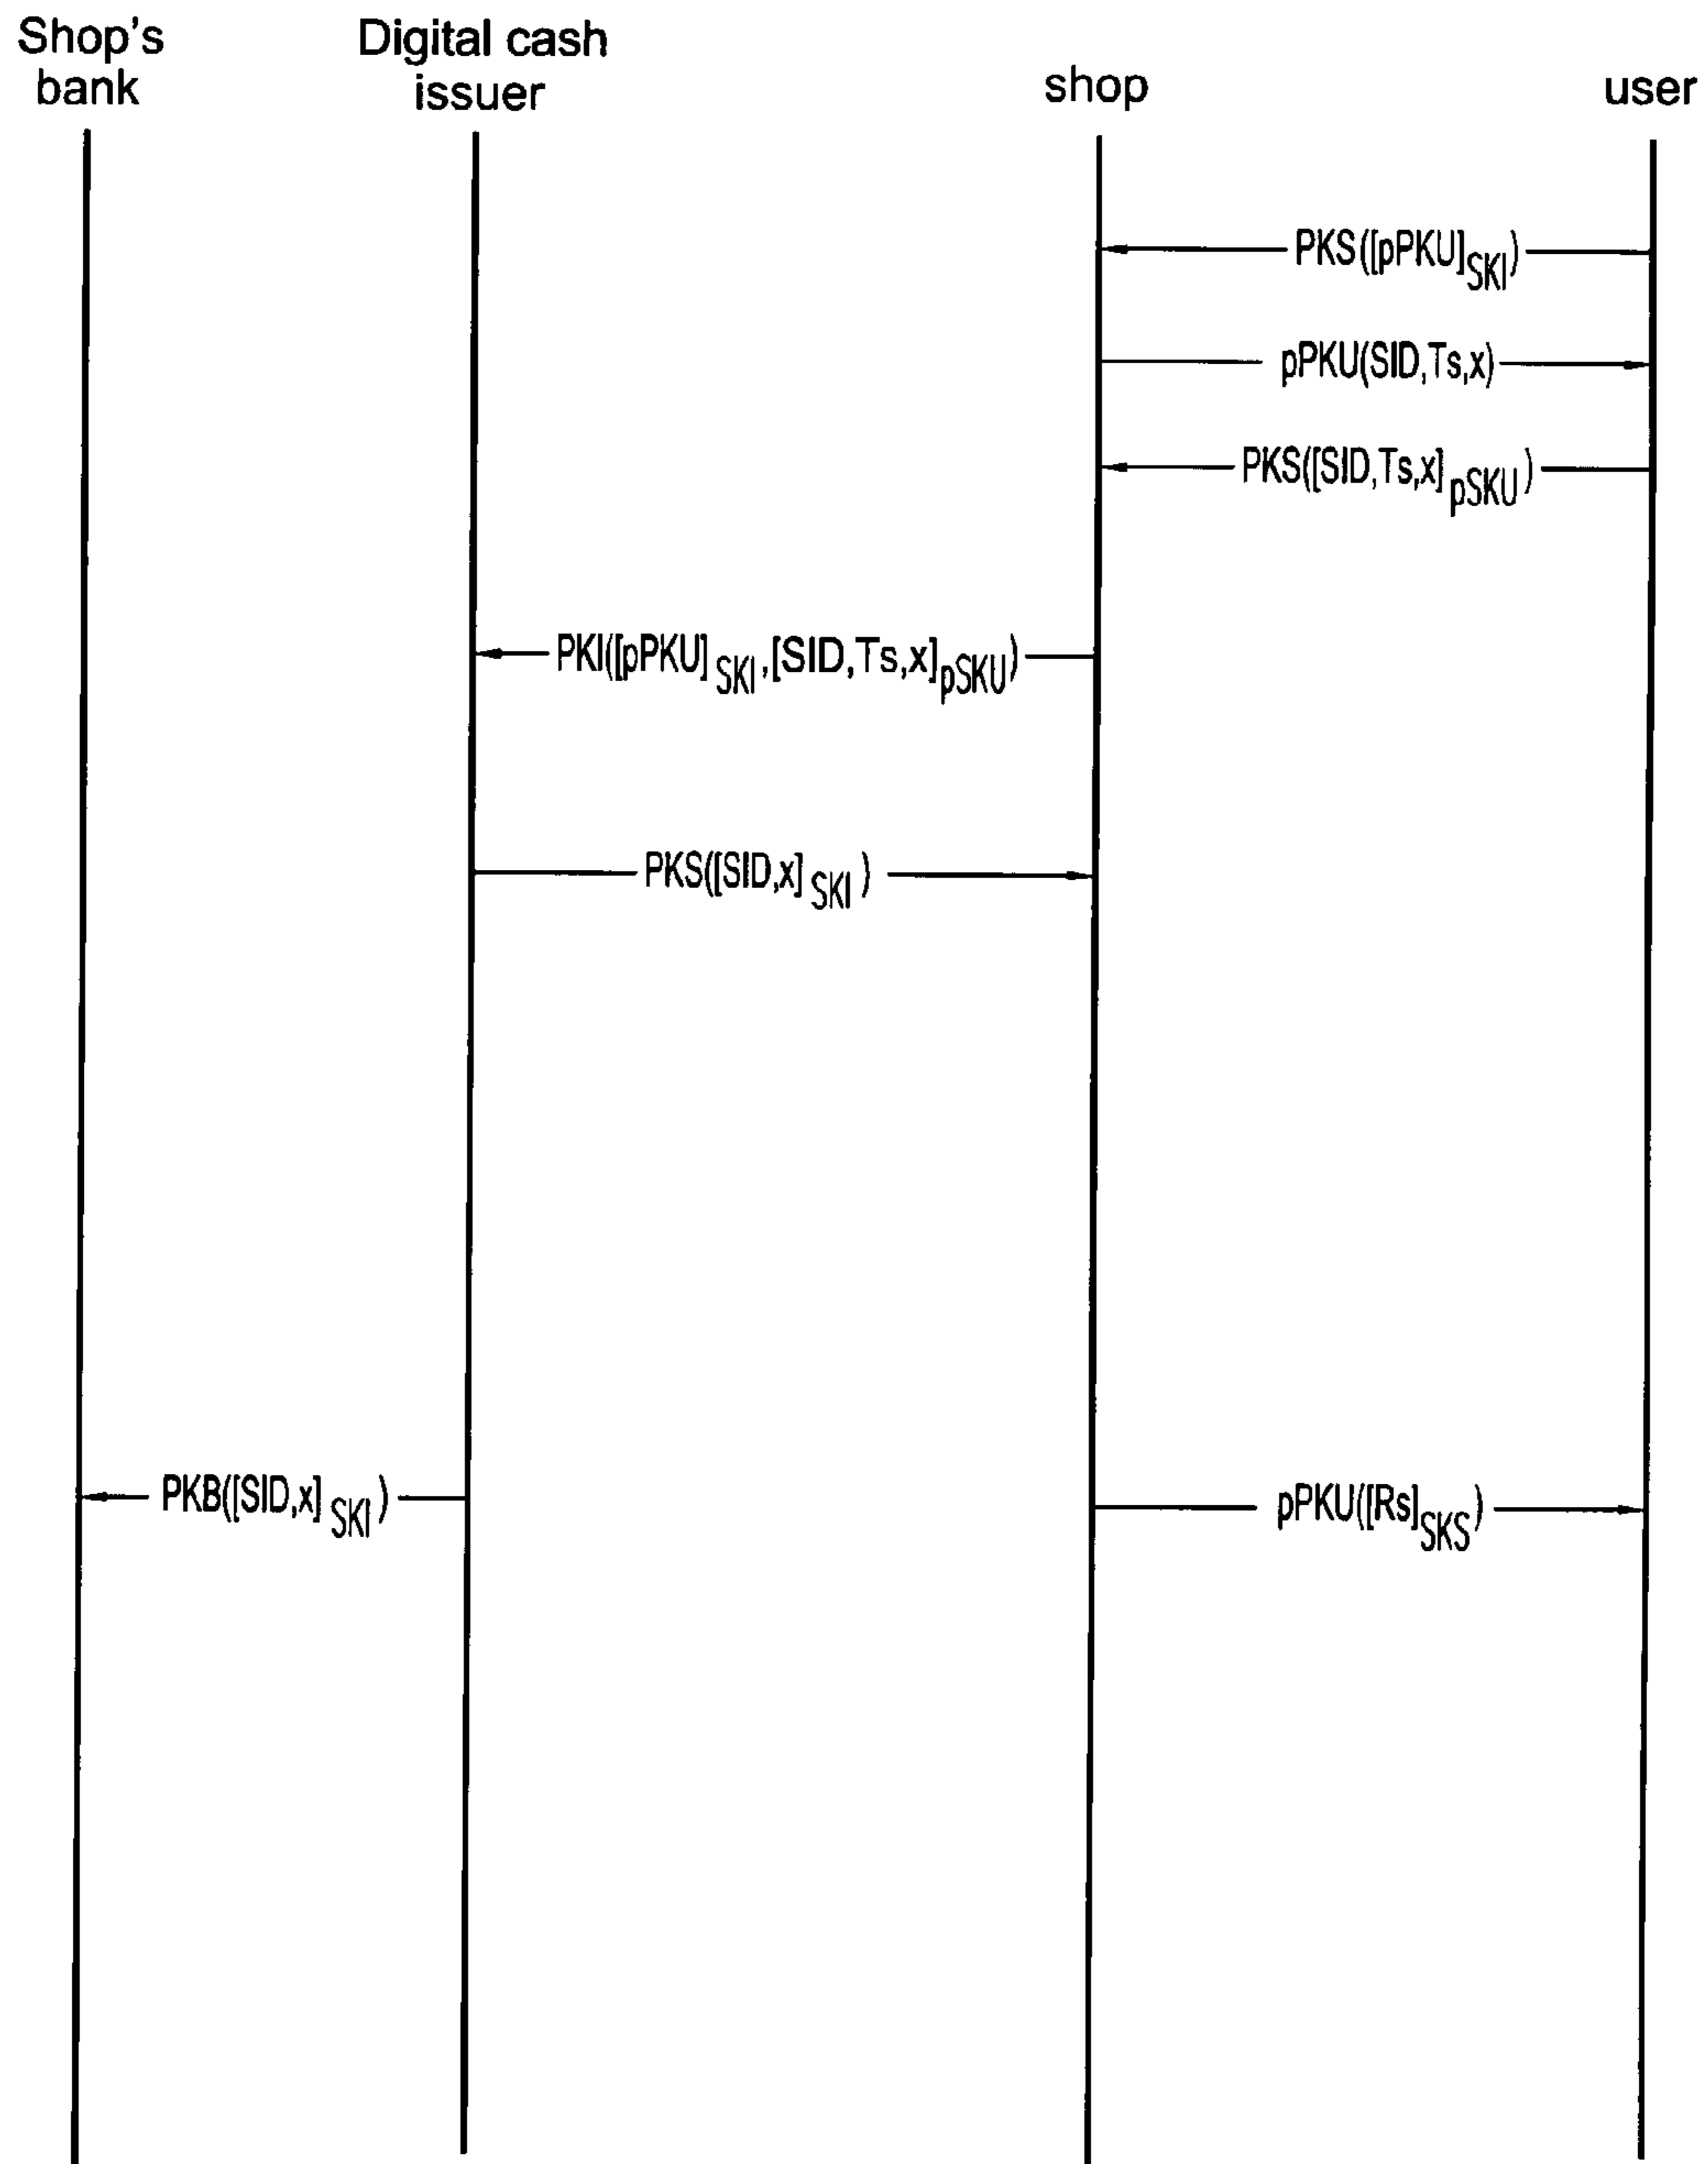 Shop's
bank
Digital cash
issuer
shop
user
PKS([pPKU]SKI)
pPKU(SID,Ts,x)
PKS([SID,Ts,x]pSKU)
PKI([pPKU]SKI,[SID,Ts,x]pSKU)
PKS([SID,x]SKI)
PKB([SID,x]SKI)
pPKU([Rs]SKS)